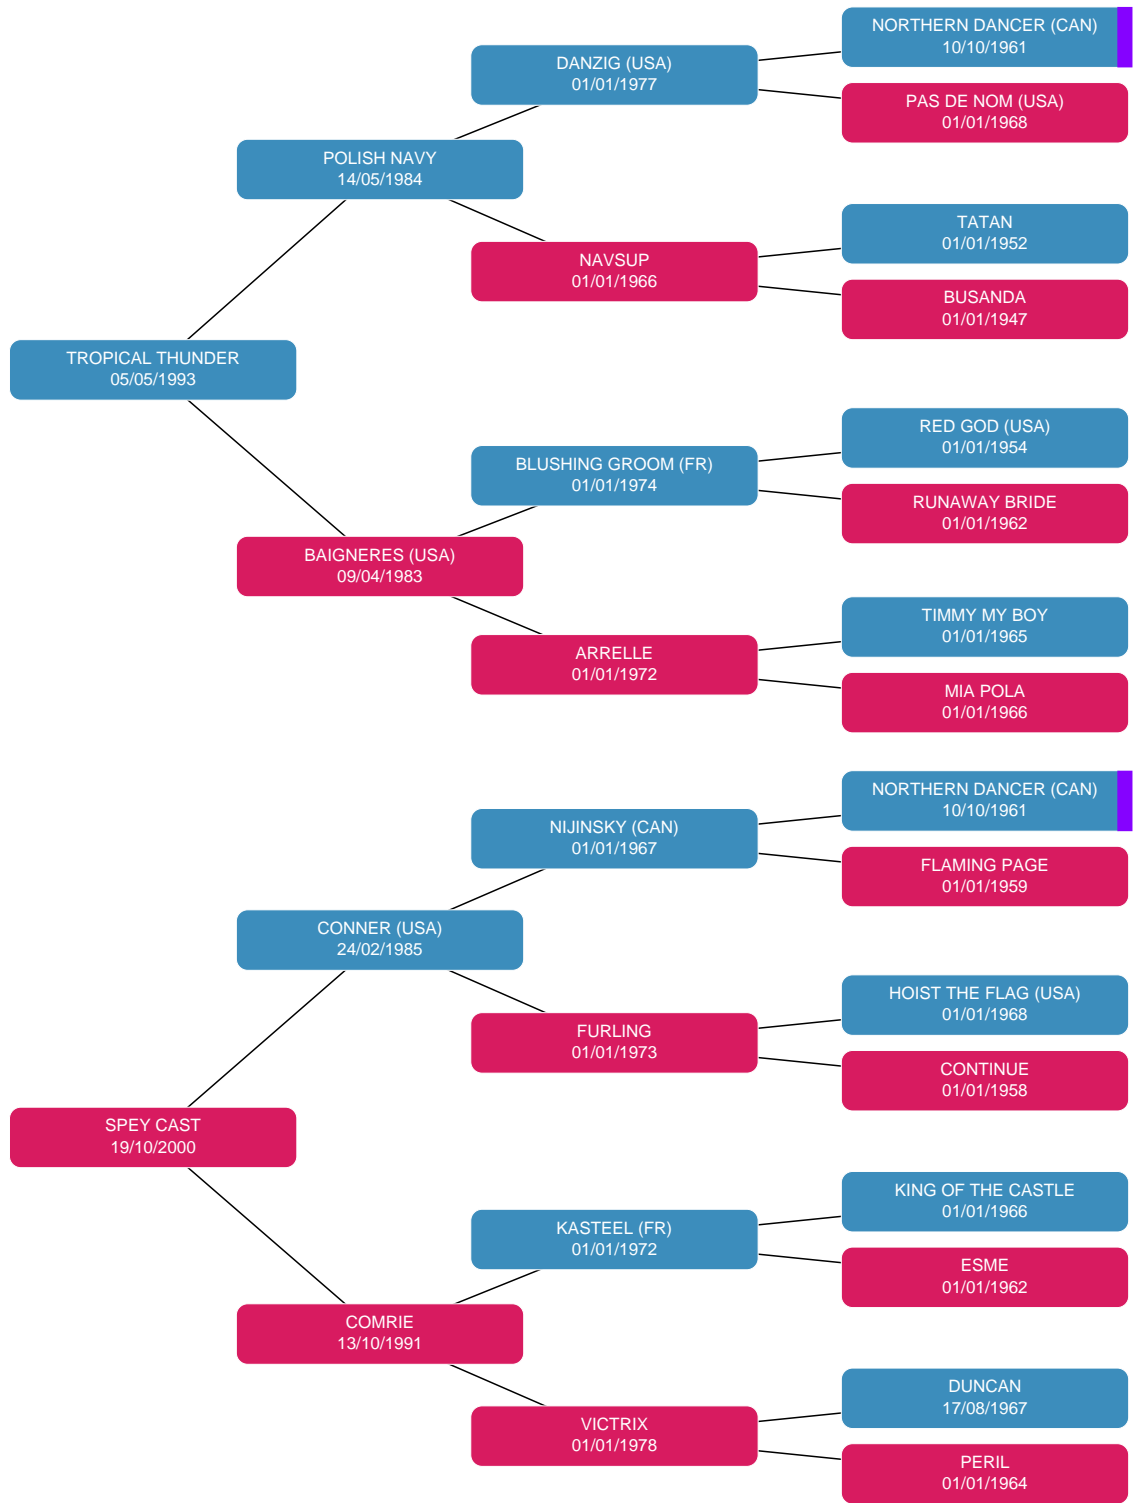 NORTHERN DANCER (CAN)
10/10/1961
DANZIG (USA)
01/01/1977
PAS DE NOM (USA)
01/01/1968
POLISH NAVY
14/05/1984
TATAN
01/01/1952
NAVSUP
01/01/1966
BUSANDA
01/01/1947
TROPICAL THUNDER
05/05/1993
RED GOD (USA)
01/01/1954
BLUSHING GROOM (FR)
01/01/1974
RUNAWAY BRIDE
01/01/1962
BAIGNERES (USA)
09/04/1983
TIMMY MY BOY
01/01/1965
ARRELLE
01/01/1972
MIA POLA
01/01/1966
NORTHERN DANCER (CAN)
10/10/1961
NIJINSKY (CAN)
01/01/1967
FLAMING PAGE
01/01/1959
CONNER (USA)
24/02/1985
HOIST THE FLAG (USA)
01/01/1968
FURLING
01/01/1973
CONTINUE
01/01/1958
SPEY CAST
19/10/2000
KING OF THE CASTLE
01/01/1966
KASTEEL (FR)
01/01/1972
ESME
01/01/1962
COMRIE
13/10/1991
DUNCAN
17/08/1967
VICTRIX
01/01/1978
PERIL
01/01/1964